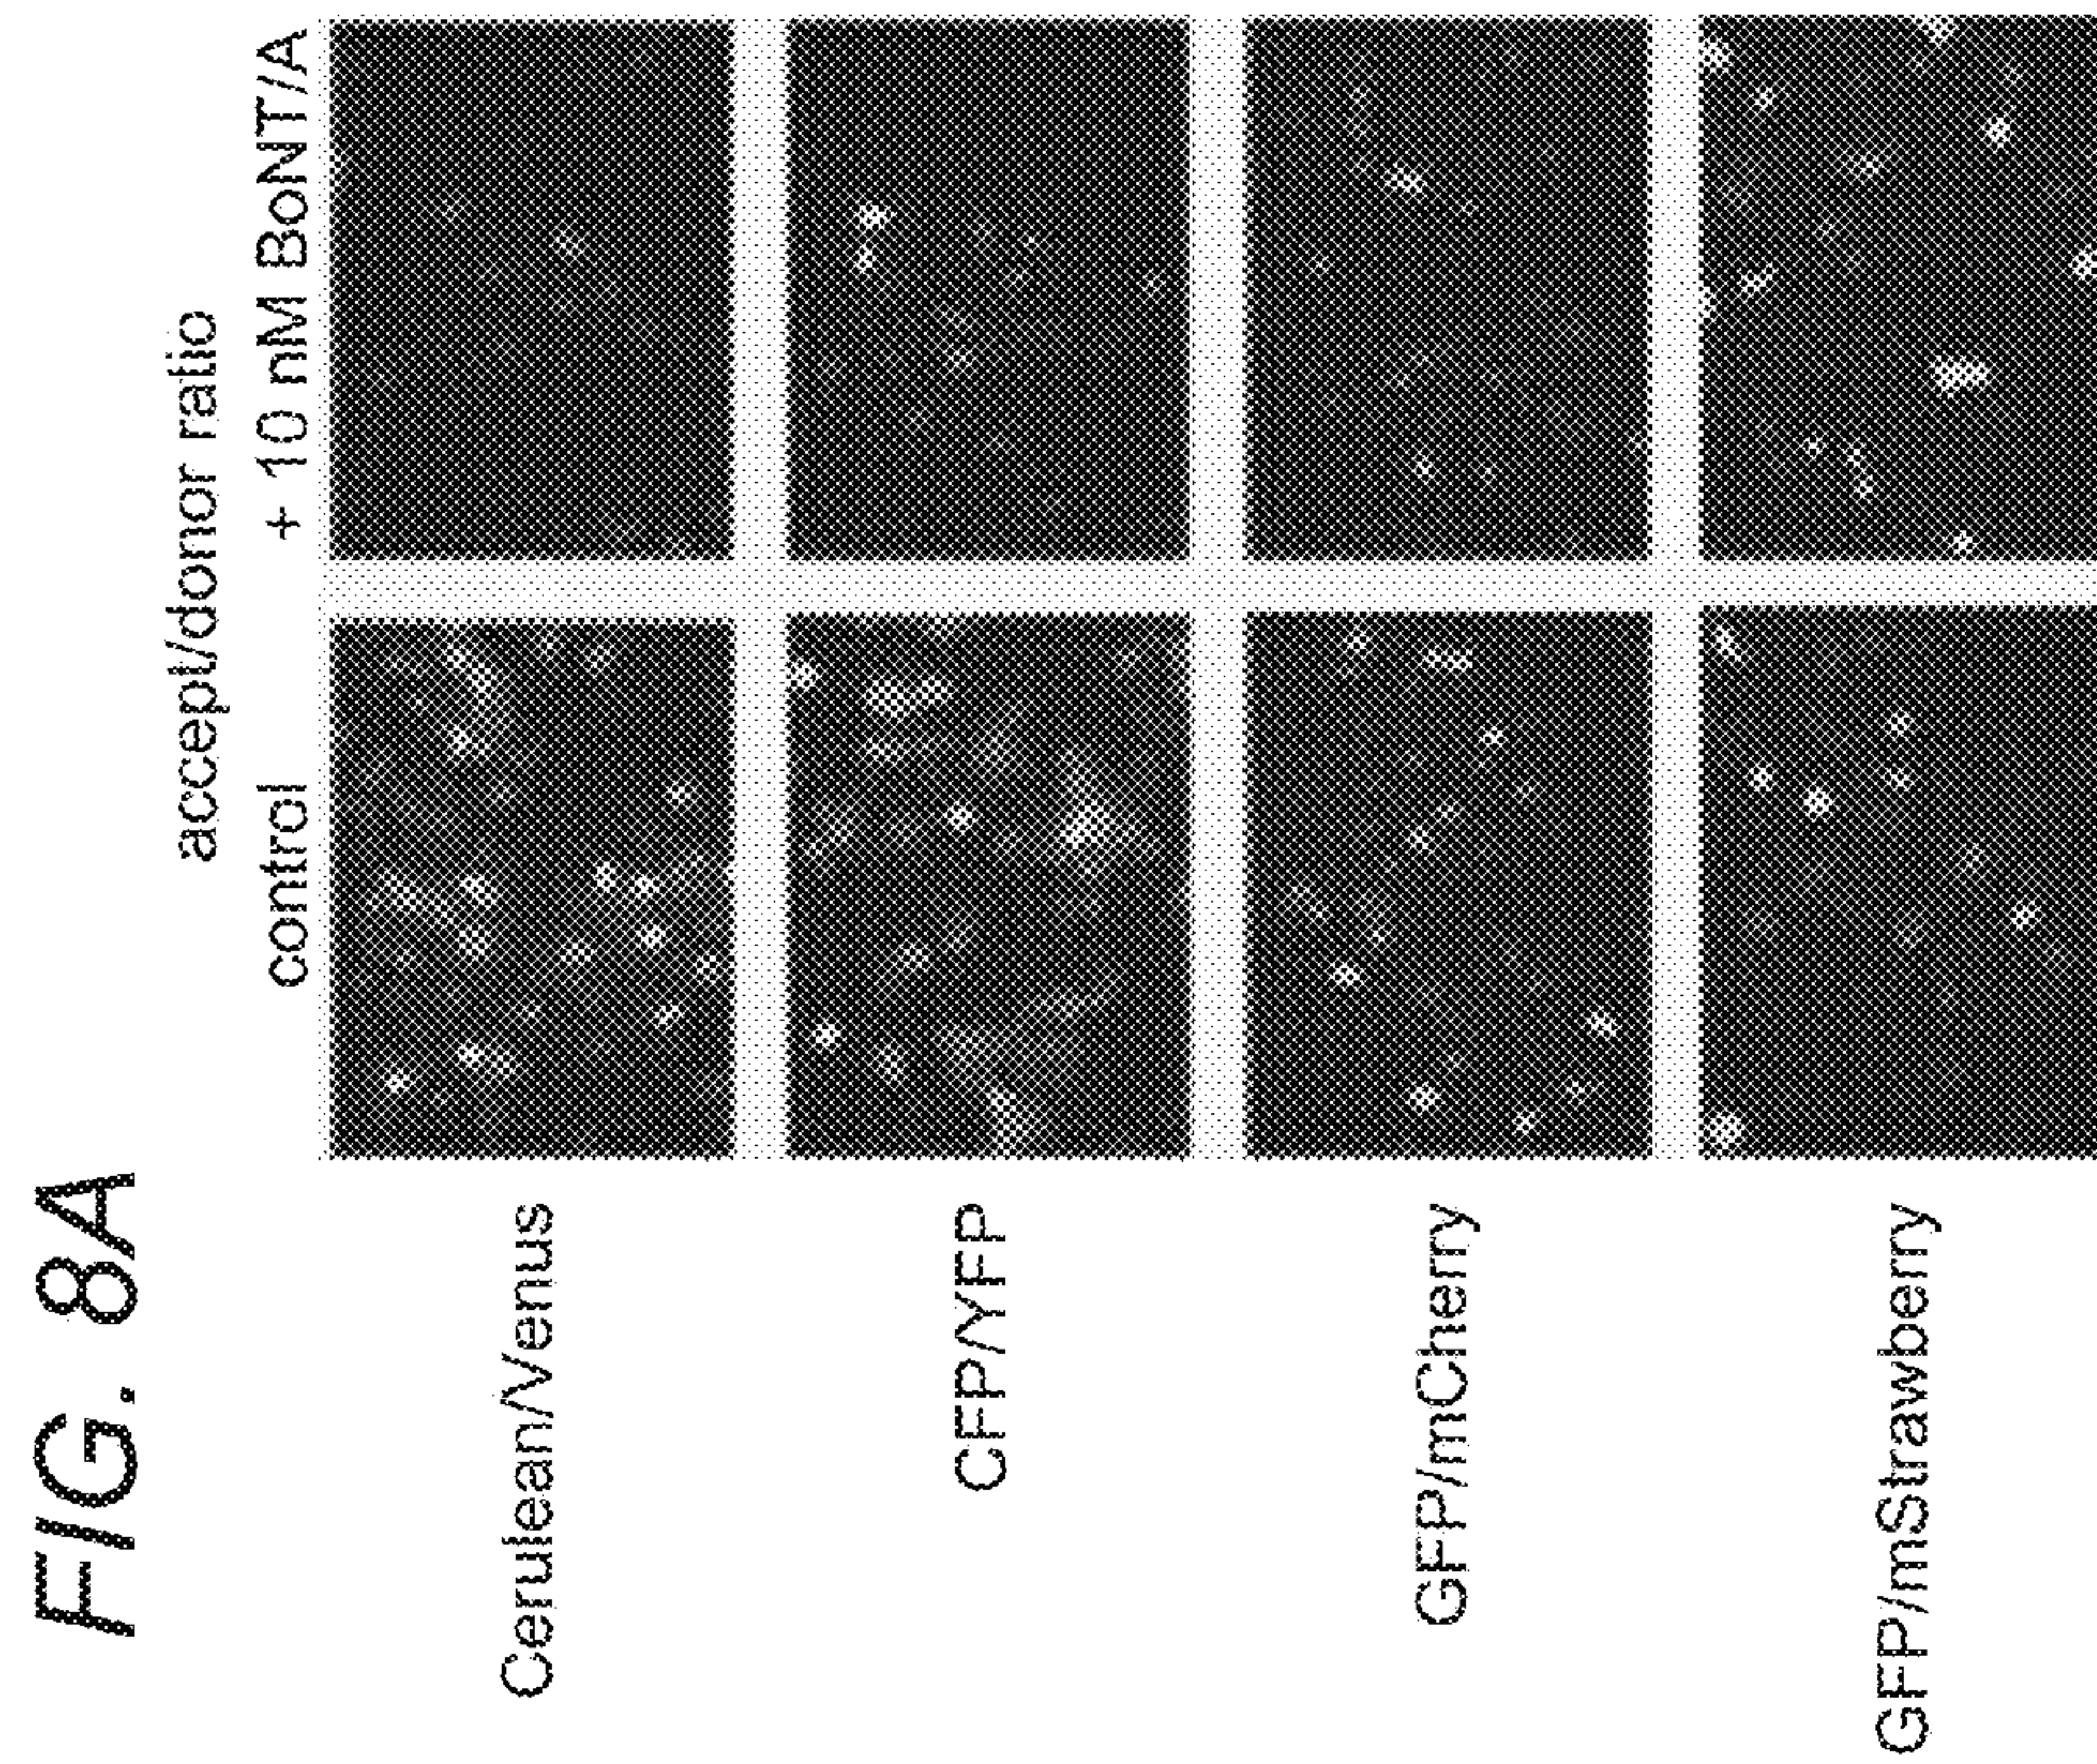 FIG. 8A
accept/donor ratio
control + 10 nM BoNT/A
Cerulean/Venus
CFP/YFP
GFP/mCherry
GFP/mStrawberry